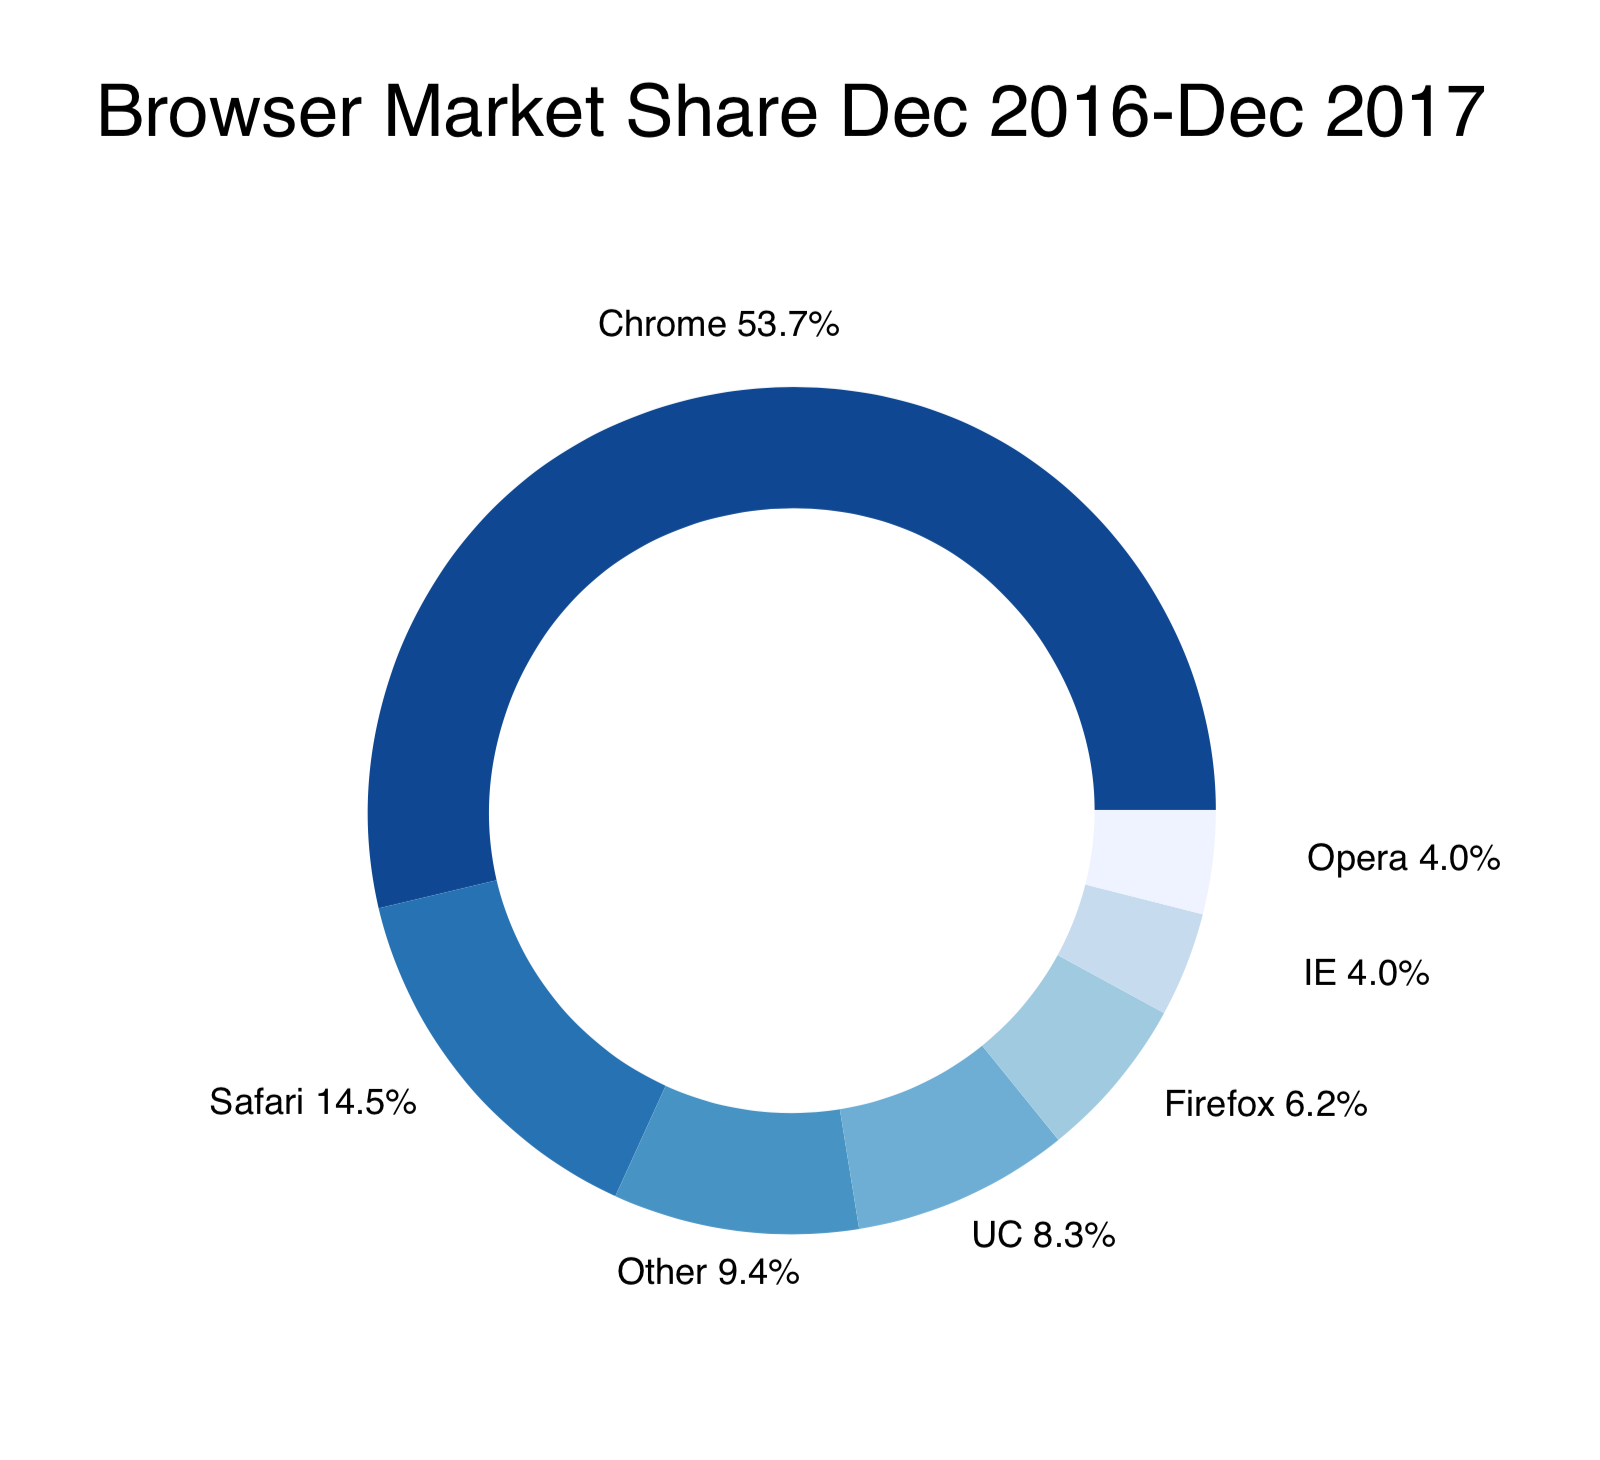 Browser Market Share Dec 2016-Dec 2017
Chrome 53.7%
Opera 4.0%
IE 4.0%
Safari 14.5%
Firefox 6.2%
UC 8.3%
Other 9.4%